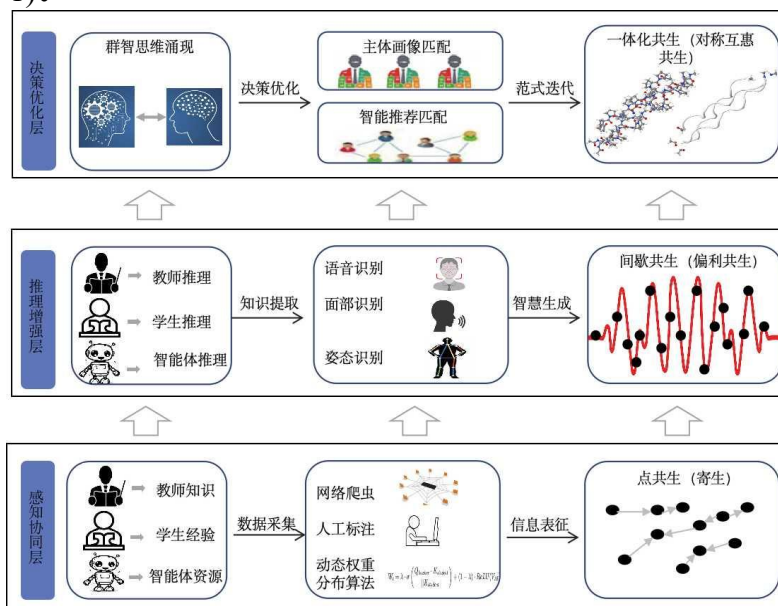 决策优化层
群智思维涌现
决策优化
主体画像匹配
智能推荐匹配
范式迭代
一体化共生（对称互惠
共生）
推理增强层
教师推理
学生推理
智能体推理
知识提取
语音识别
面部识别
姿态识别
智慧生成
间歇共生（偏利共生）
感知协同层
教师知识
学生经验
智能体资源
数据采集
网络爬虫
人工标注
动态权重
分布算法
信息表征
点共生（寄生）